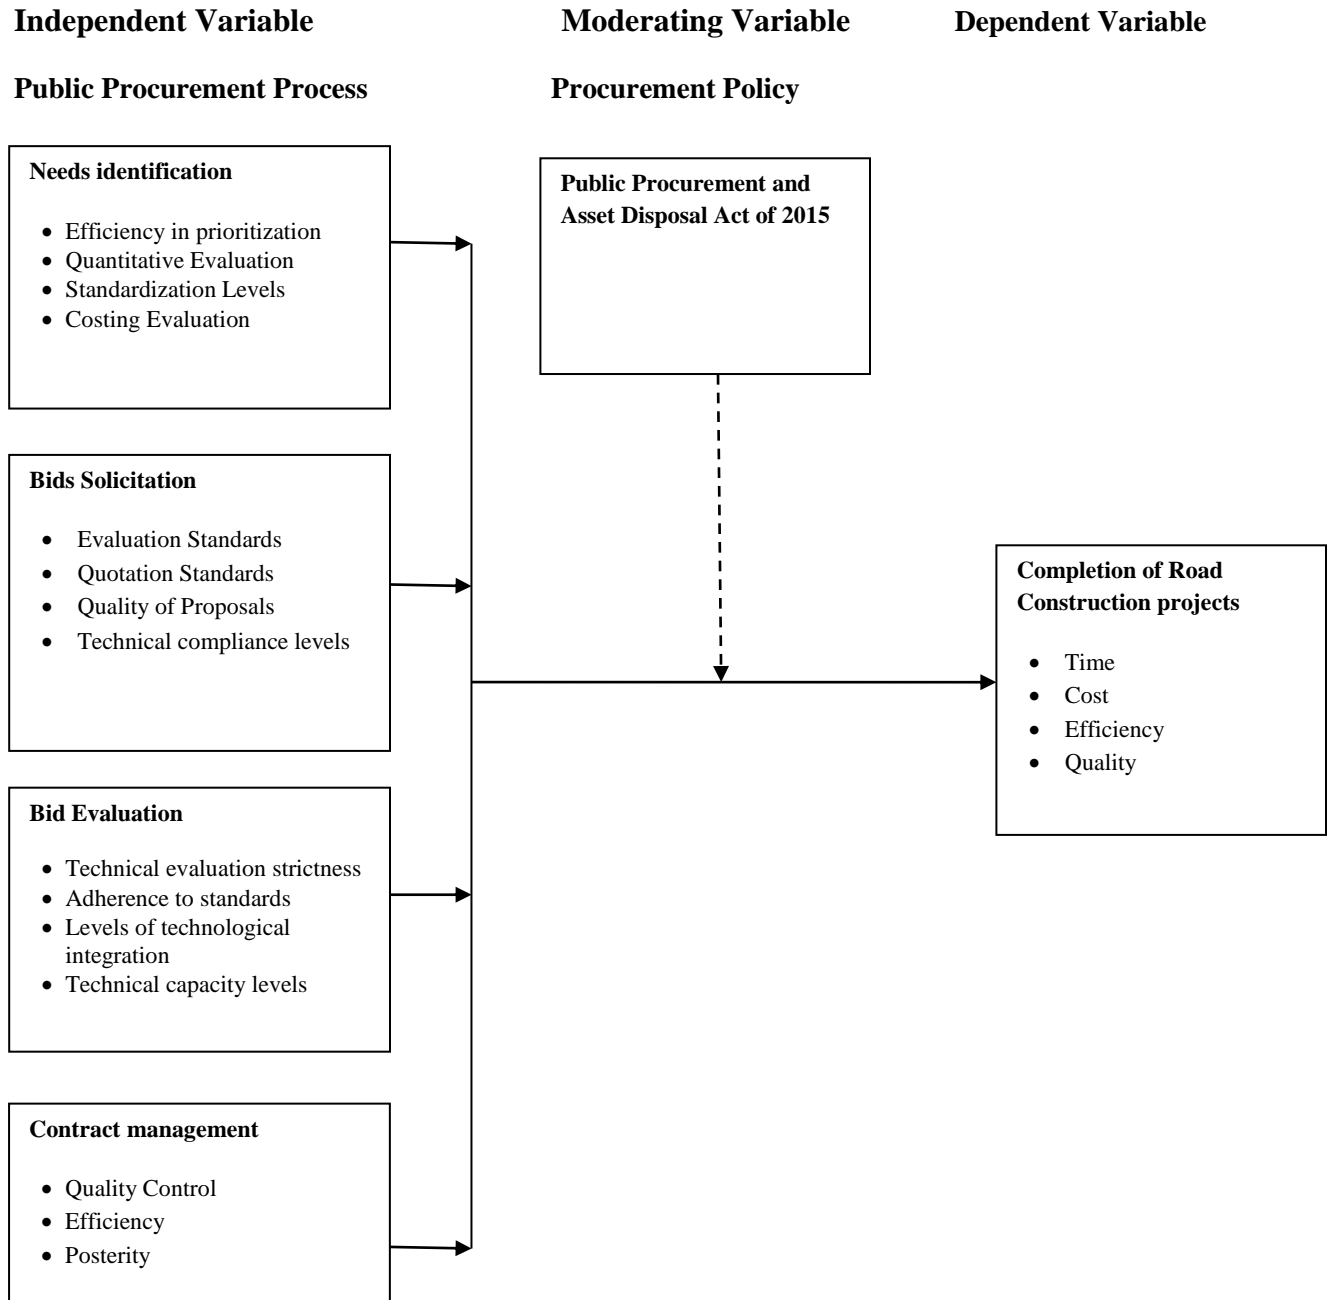 Independent Variable
Moderating Variable
Dependent Variable
Public Procurement Process
Procurement Policy
Needs identification
• Efficiency in prioritization
• Quantitative Evaluation
• Standardization Levels
• Costing Evaluation
Public Procurement and
Asset Disposal Act of 2015
Bids Solicitation
• Evaluation Standards
• Quotation Standards
• Quality of Proposals
• Technical compliance levels
Completion of Road
Construction projects
• Time
• Cost
• Efficiency
• Quality
Bid Evaluation
• Technical evaluation strictness
• Adherence to standards
• Levels of technological
integration
• Technical capacity levels
Contract management
• Quality Control
• Efficiency
• Posterity